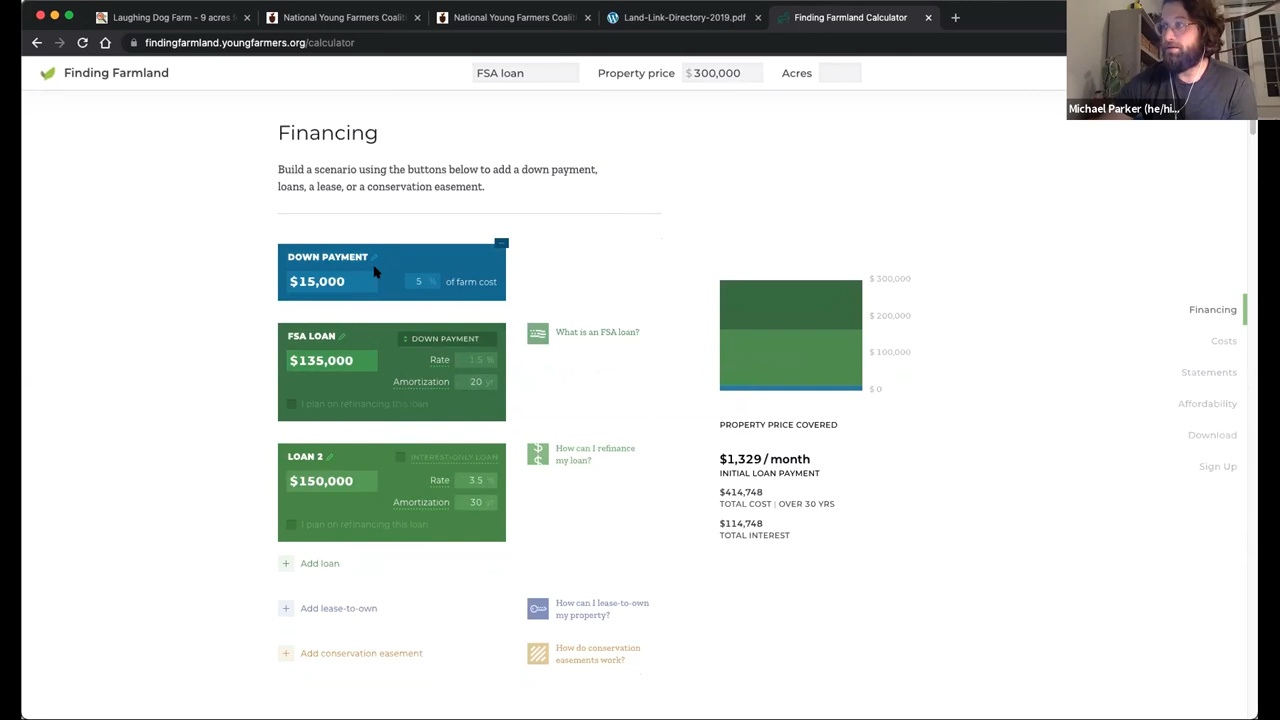 Laughing Dog Farm - 9 acres f
National Young Farmers Coaliti
National Young Farmers Coaliti
Land-Link-Directory-2019.pdf
Finding Farmland Calculator
findingfarmland.youngfarmers.org/calculator
Finding Farmland
FSA loan
Property price
$ 300,000
Acres
Michael Parker (he/hi...
Financing
Build a scenario using the buttons below to add a down payment,
loans, a lease, or a conservation easement.
DOWN PAYMENT
$15,000
5 % of farm cost
FSA LOAN
DOWN PAYMENT
$135,000
Rate 1.5 %
Amortization 20 yr
I plan on refinancing this loan
What is an FSA loan?
LOAN 2
INTEREST-ONLY LOAN
$150,000
Rate 3.5 %
Amortization 30 yr
I plan on refinancing this loan
How can I refinance
my loan?
+ Add loan
+ Add lease-to-own
How can I lease-to-own
my property?
+ Add conservation easement
How do conservation
easements work?
$ 300,000
$ 200,000
$ 100,000
$ 0
PROPERTY PRICE COVERED
$1,329 / month
INITIAL LOAN PAYMENT
$414,748
TOTAL COST | OVER 30 YRS
$114,748
TOTAL INTEREST
Financing
Costs
Statements
Affordability
Download
Sign Up